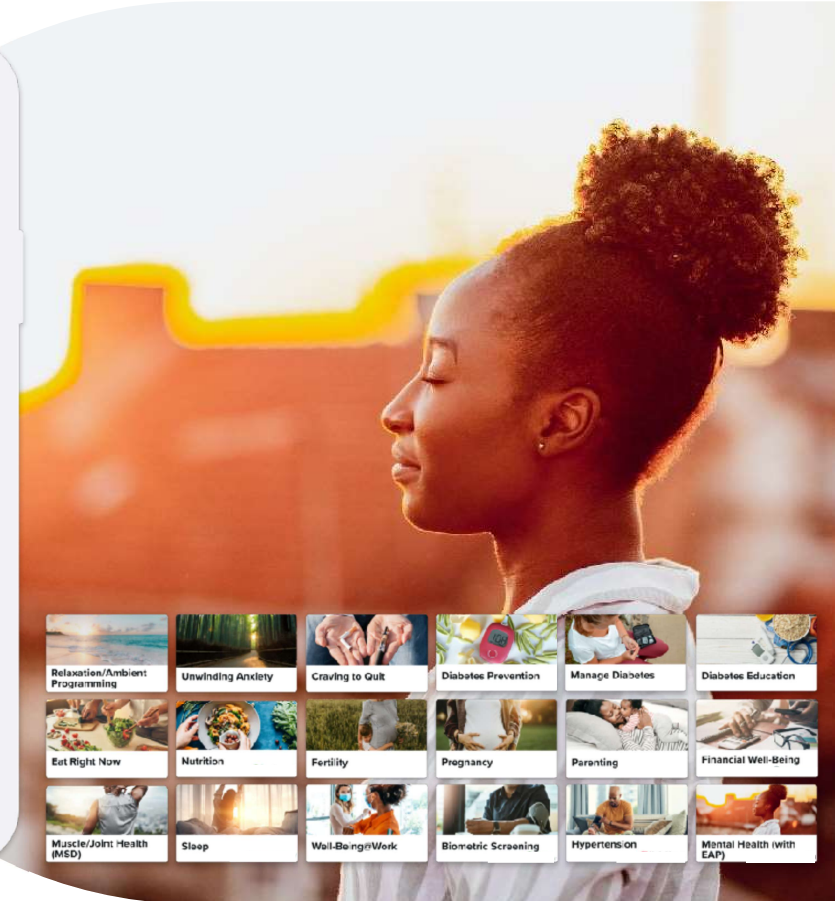 Relaxation/Ambient
Programming
Unwinding Anxiety
Craving to Quit
Diabetes Prevention
Manage Diabetes
Diabetes Education
Eat Right Now
Nutrition
Fertility
Pregnancy
Parenting
Financial Well-Being
Muscle/Joint Health
(MSD)
Sleep
Well-Being@Work
Biometric Screening
Hypertension
Mental Health (with
EAP)